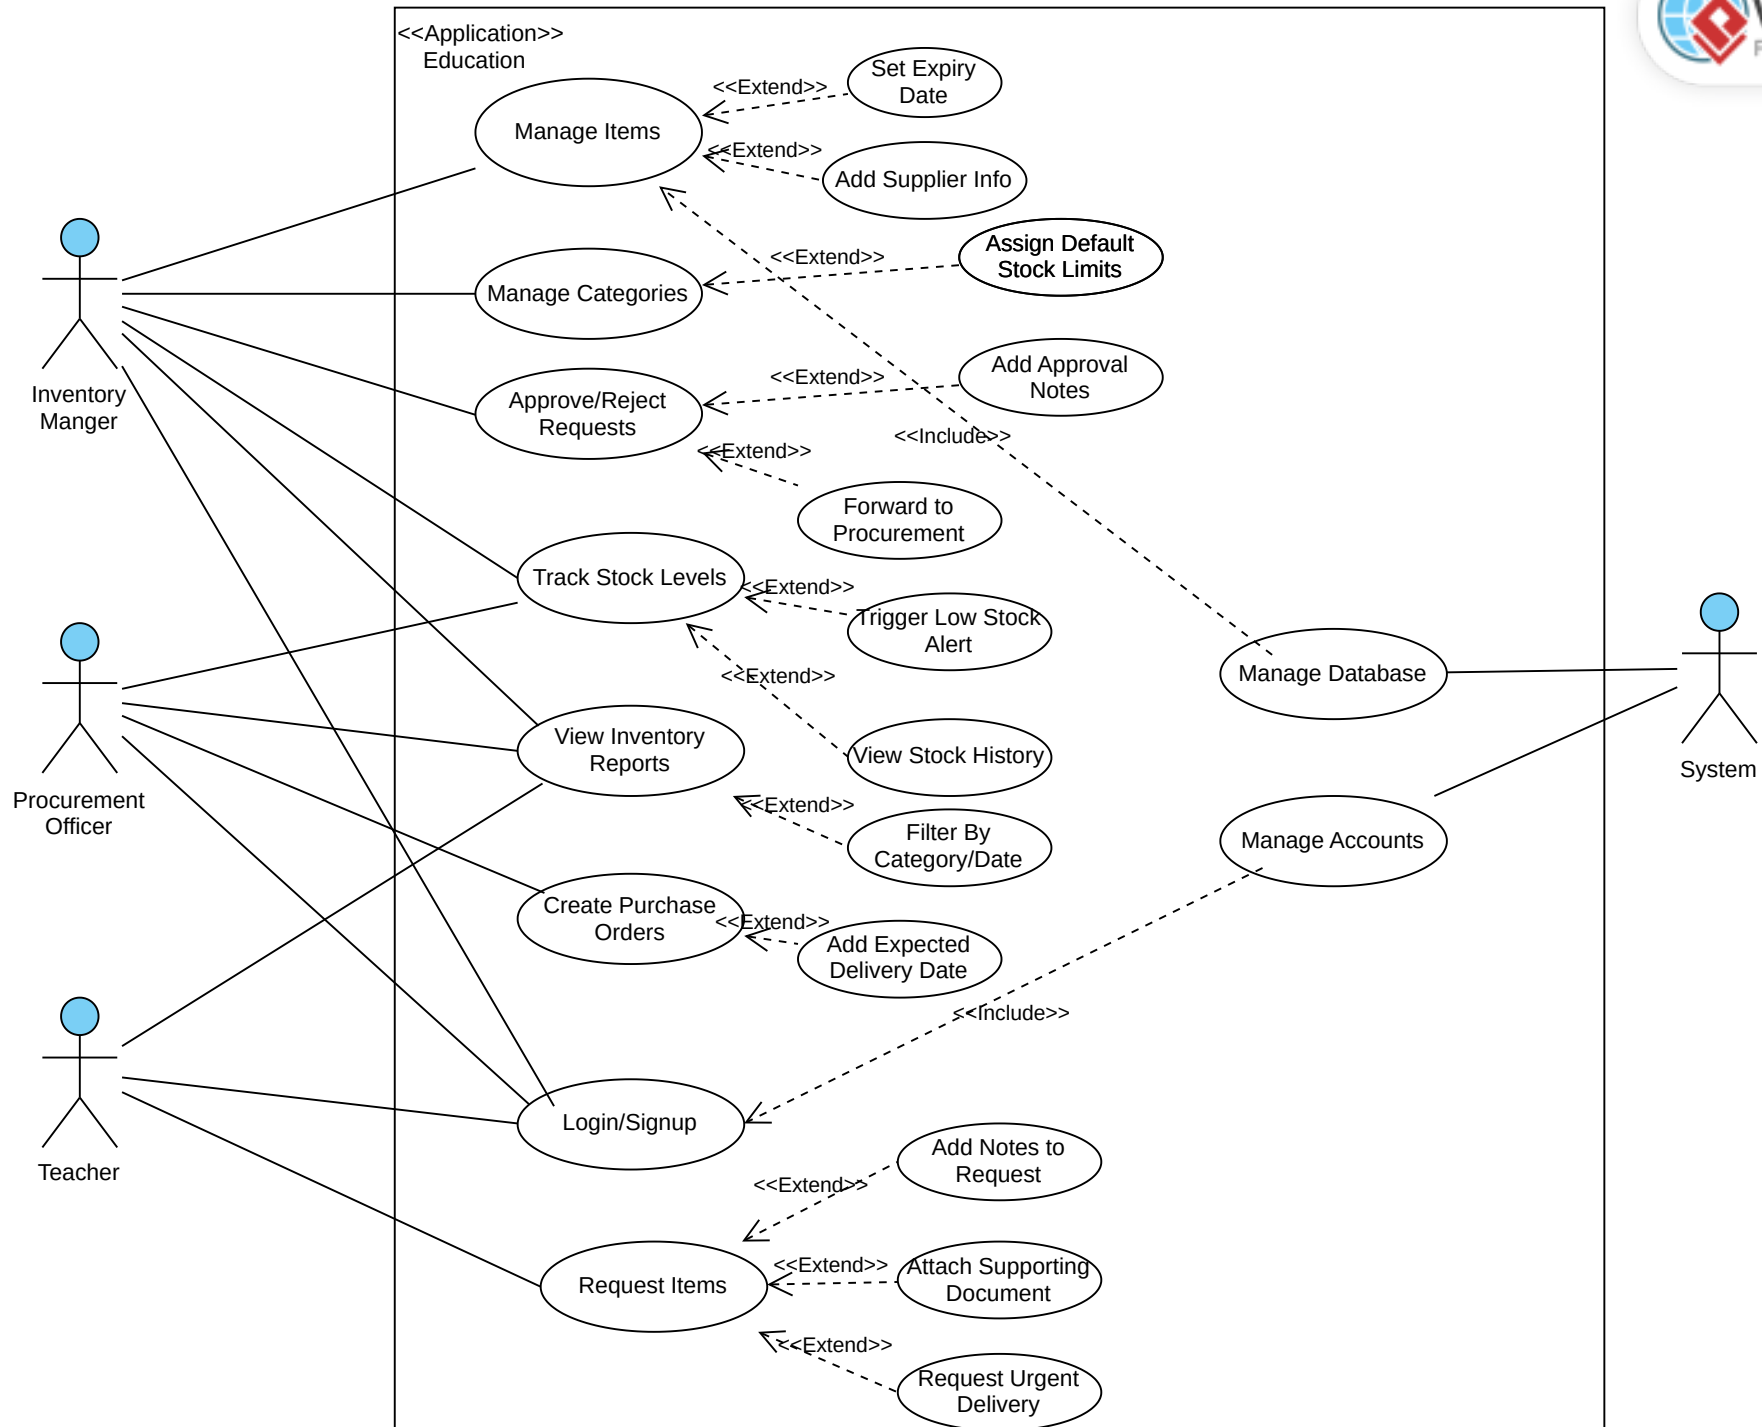 <<Application>>
Education
Set Expiry
Date
<<Extend>>
Manage Items
<<Extend>>
Add Supplier Info
Assign Default
Stock Limits
<<Extend>>
Manage Categories
Add Approval
Notes
<<Extend>>
Approve/Reject
Requests
Inventory
Manger
<<Include>>
<<Extend>>
Forward to
Procurement
Track Stock Levels
<<Extend>>
Trigger Low Stock
Alert
<<Extend>>
Manage Database
View Inventory
Reports
View Stock History
System
Procurement
Officer
<<Extend>>
Filter By
Category/Date
Manage Accounts
Create Purchase
Orders
<<Extend>>
Add Expected
Delivery Date
<<Include>>
Login/Signup
Teacher
Add Notes to
Request
<<Extend>>
<<Extend>>
Attach Supporting
Document
Request Items
<<Extend>>
Request Urgent
Delivery